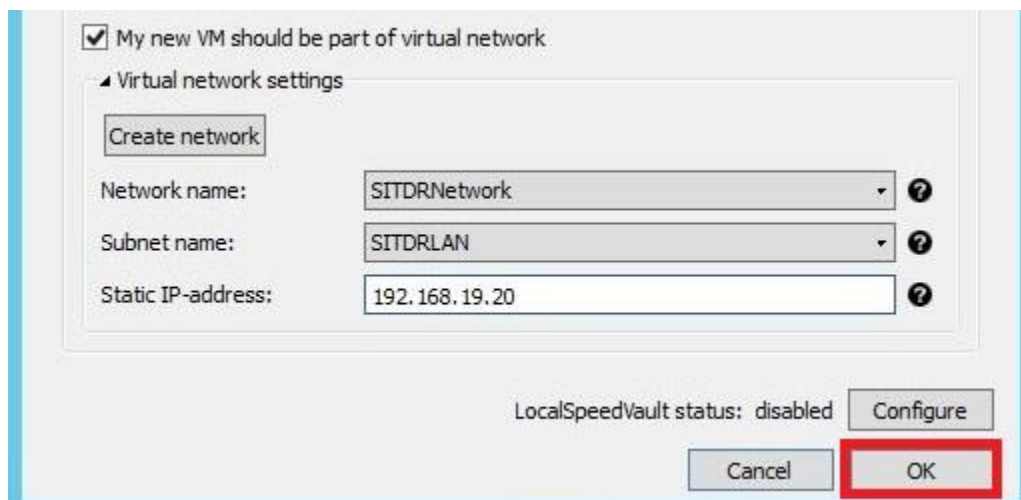 My new VM should be part of virtual network
Virtual network settings
Create network
Network name: SITDRNetwork
Subnet name: SITDRLAN
Static IP-address: 192.168.19.20
LocalSpeedVault status: disabled Configure
Cancel OK